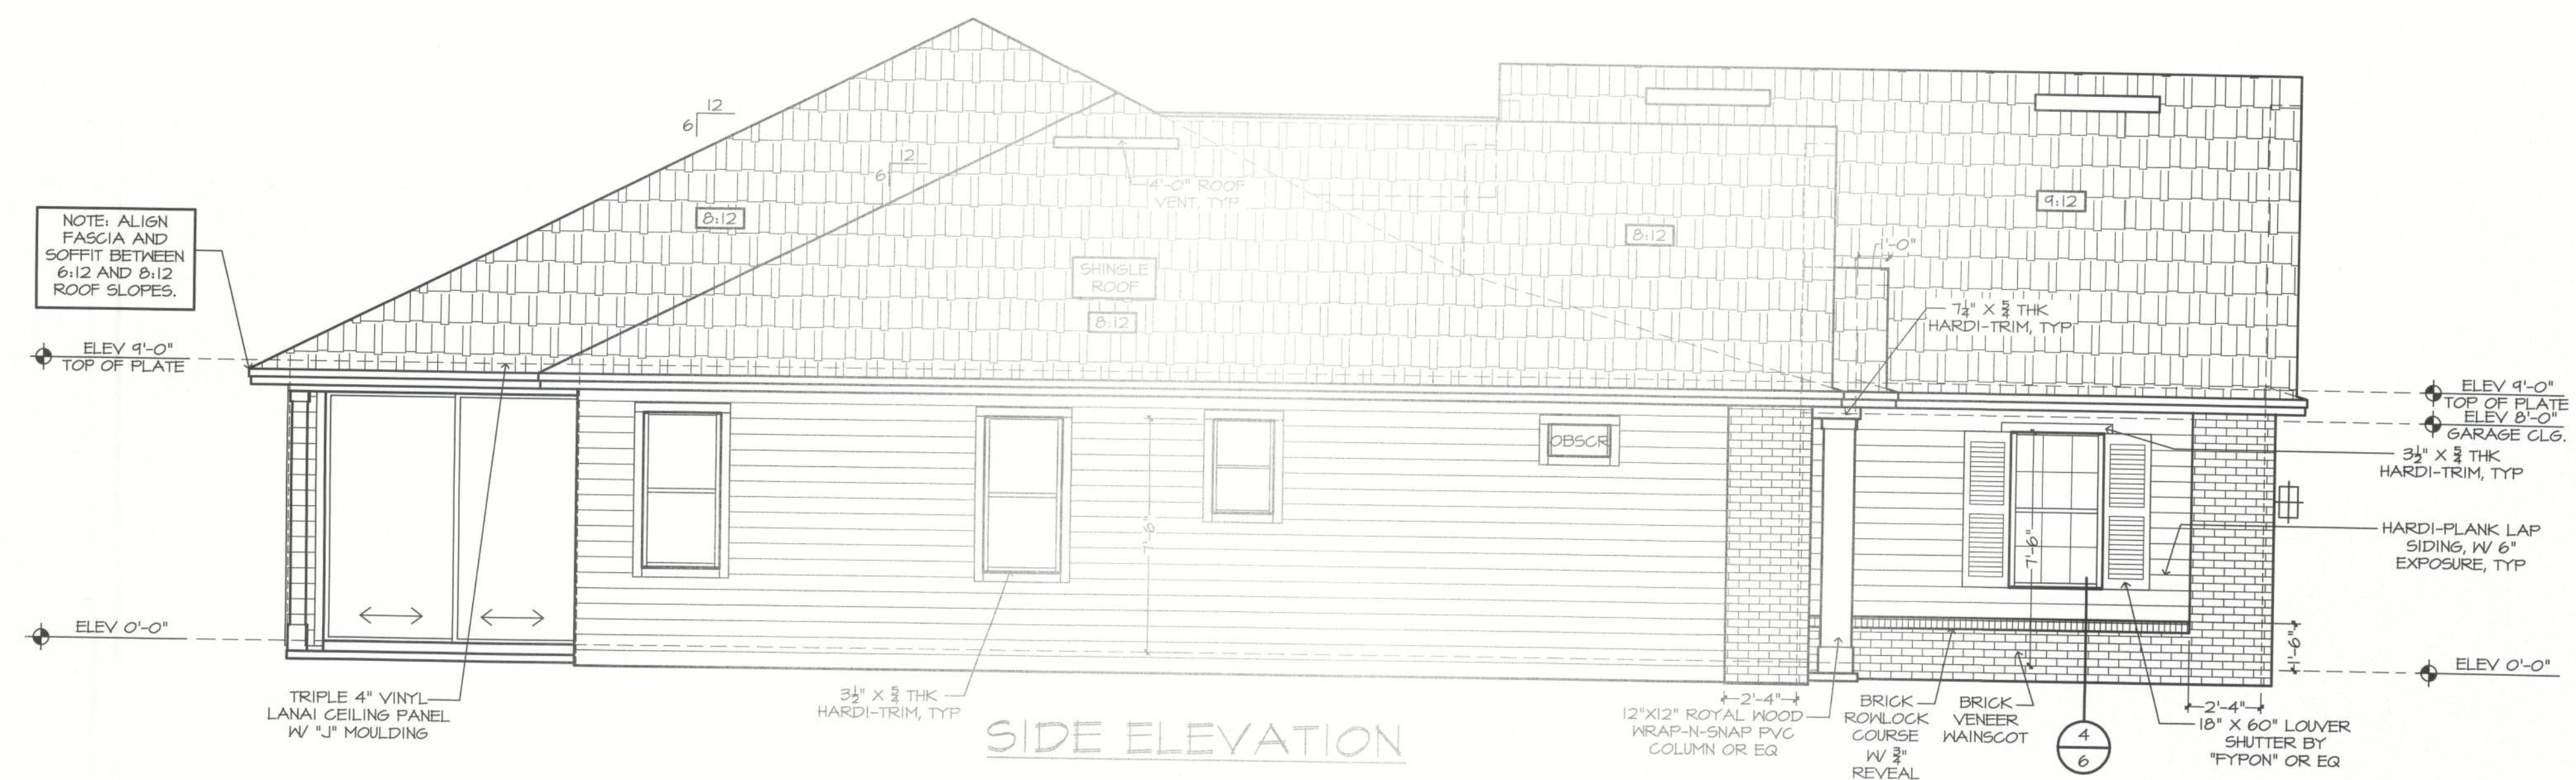 12
6
12
6
4'-0" ROOF
VENT, TYP
NOTE: ALIGN
FASCIA AND
SOFFIT BETWEEN
6:12 AND 8:12
ROOF SLOPES.
8:12
9:12
8:12
1'-0"
SHINGLE
ROOF
8:12
7¼" X 5/4 THK
HARDI-TRIM, TYP
ELEV 9'-0"
TOP OF PLATE
ELEV 9'-0"
TOP OF PLATE
ELEV 8'-0"
GARAGE CLG.
OBSCR
3½" X 5/4 THK
HARDI-TRIM, TYP
7'-6"
7'-6"
HARDI-PLANK LAP
SIDING, W/ 6"
EXPOSURE, TYP
ELEV 0'-0"
1'-6"
ELEV 0'-0"
TRIPLE 4" VINYL
LANAI CEILING PANEL
W/ "J" MOULDING
3½" X 5/4 THK
HARDI-TRIM, TYP
2'-4"
12"X12" ROYAL WOOD
WRAP-N-SNAP PVC
COLUMN OR EQ
BRICK
ROWLOCK
COURSE
W/ ¾"
REVEAL
BRICK
VENEER
WAINSCOT
4
6
2'-4"
18" X 60" LOUVER
SHUTTER BY
"FYPON" OR EQ
SIDE ELEVATION